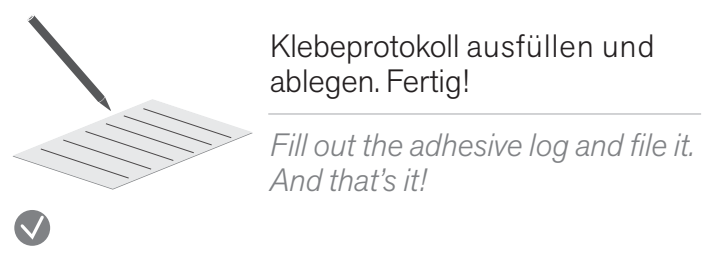 Klebeprotokoll ausfüllen und
ablegen. Fertig!
Fill out the adhesive log and file it.
And that's it!